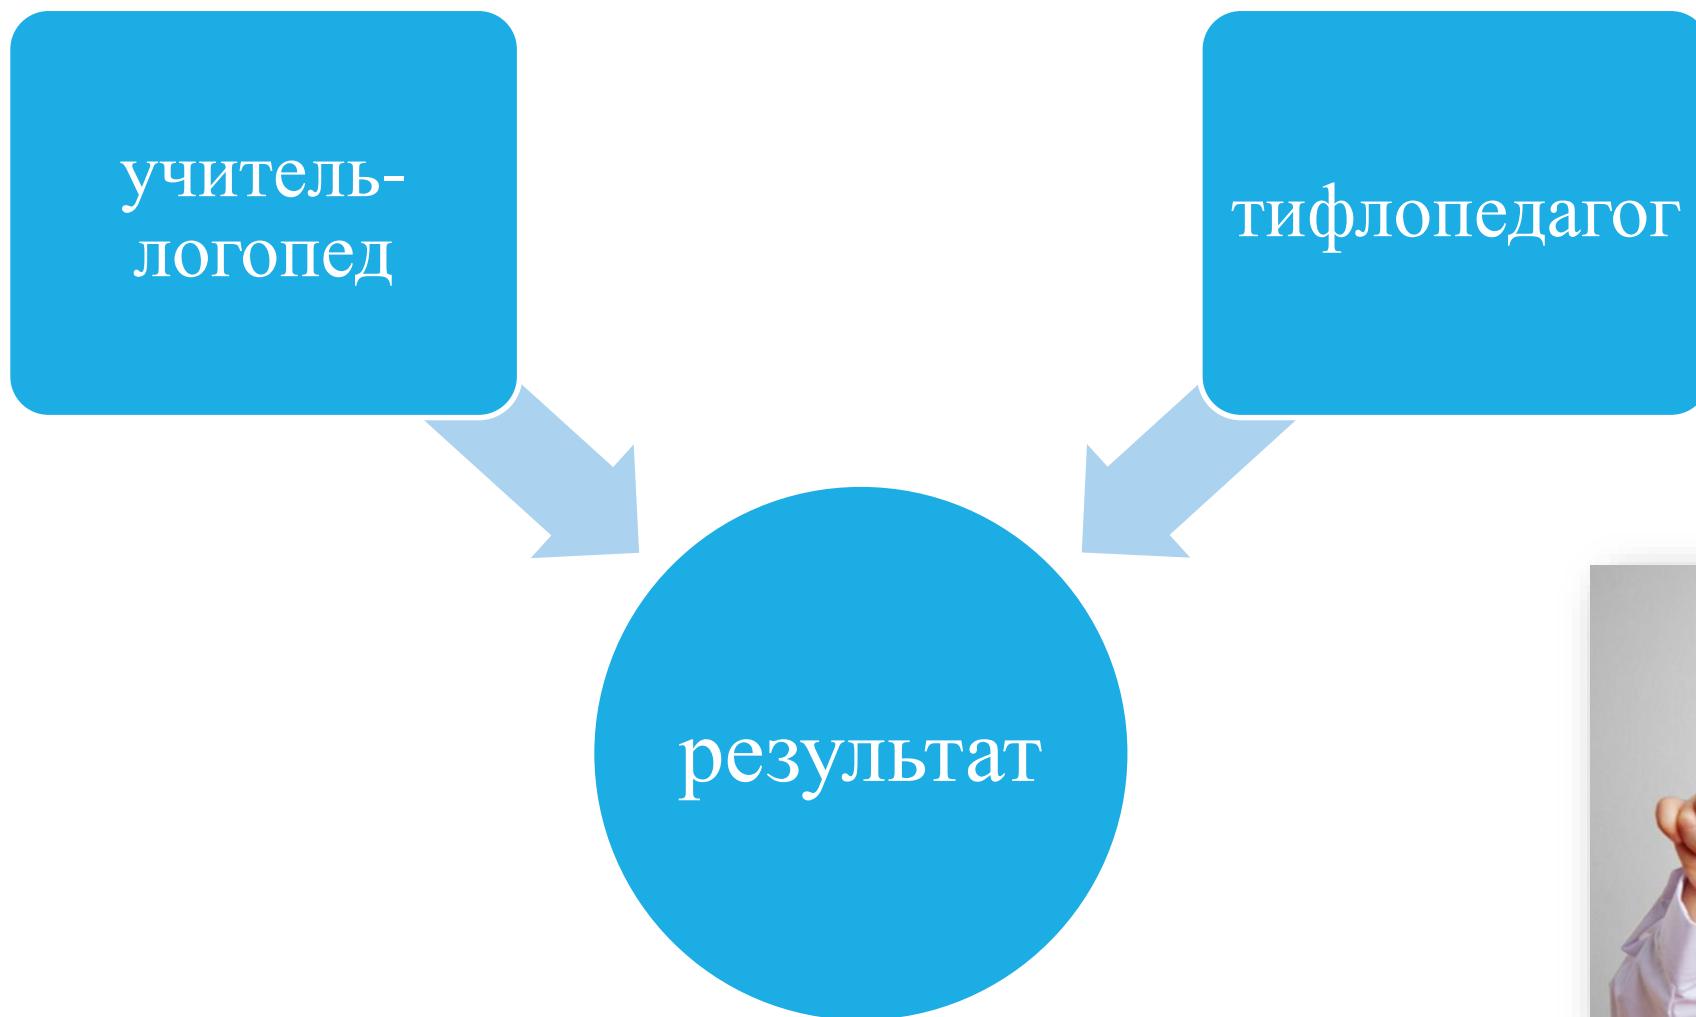 учитель-
логопед
тифлопедагог
результат